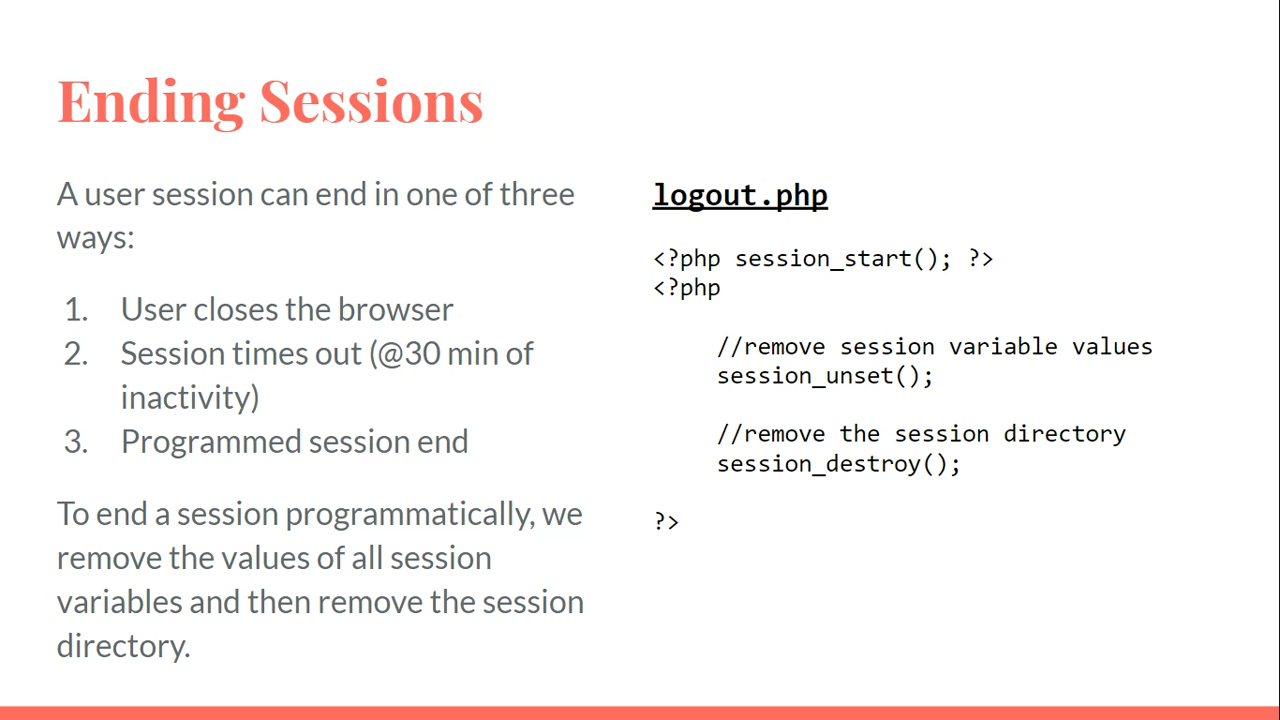 Ending Sessions
A user session can end in one of three
ways:
1. User closes the browser
2. Session times out (@30 min of
inactivity)
3. Programmed session end
To end a session programmatically, we
remove the values of all session
variables and then remove the session
directory.
logout.php
<?php session_start(); ?>
<?php
//remove session variable values
session_unset();
//remove the session directory
session_destroy();
?>